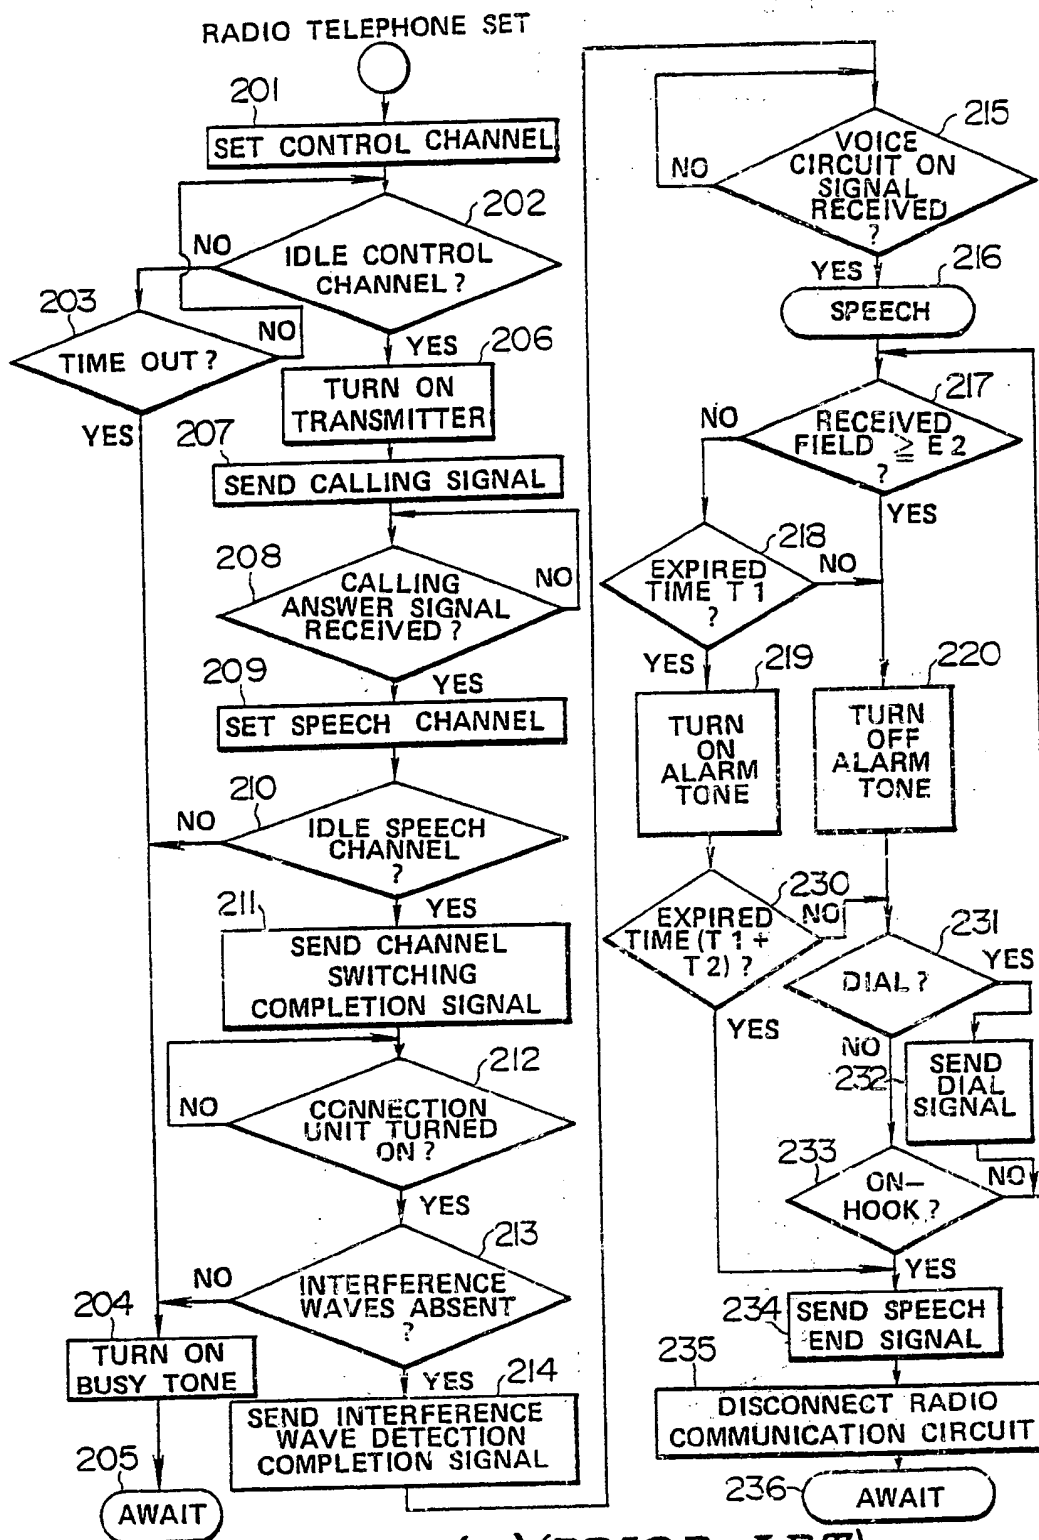 RADIO TELEPHONE SET
201
SET CONTROL CHANNEL
202
IDLE CONTROL
CHANNEL?
NO
YES
203
TIME OUT?
NO
YES
206
TURN ON
TRANSMITTER
207
SEND CALLING SIGNAL
208
CALLING
ANSWER SIGNAL
RECEIVED?
NO
YES
209
SET SPEECH CHANNEL
210
IDLE SPEECH
CHANNEL
?
NO
YES
211
SEND CHANNEL
SWITCHING
COMPLETION SIGNAL
212
CONNECTION
UNIT TURNED
ON?
NO
YES
213
INTERFERENCE
WAVES ABSENT
?
NO
YES
204
TURN ON
BUSY TONE
205
AWAIT
214
SEND INTERFERENCE
WAVE DETECTION
COMPLETION SIGNAL
215
VOICE
CIRCUIT ON
SIGNAL
RECEIVED
?
NO
YES
216
SPEECH
217
RECEIVED
FIELD ≧ E2
?
NO
YES
218
EXPIRED
TIME T1
?
NO
YES
219
TURN
ON
ALARM
TONE
220
TURN
OFF
ALARM
TONE
230
EXPIRED
TIME (T1+
T2)?
NO
YES
231
DIAL?
YES
NO
232
SEND
DIAL
SIGNAL
233
ON-
HOOK?
NO
YES
234
SEND SPEECH
END SIGNAL
235
DISCONNECT RADIO
COMMUNICATION CIRCUIT
236
AWAIT